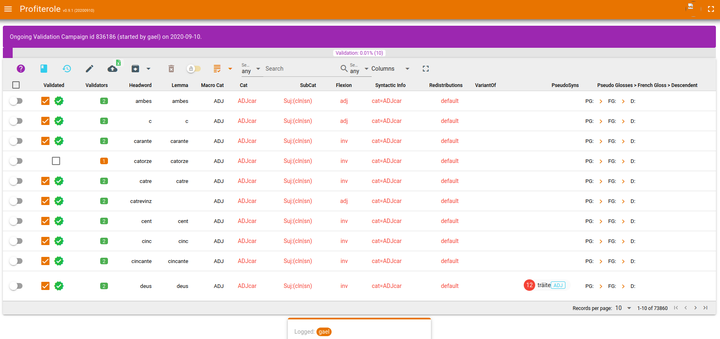 Profiterole v0.0.1 (20200910)
Ongoing Validation Campaign id 836186 (started by gael) on 2020-09-10.
Validation: 0.01% (10)
Se... any Search Se... any Columns
Validated Validators Headword Lemma Macro Cat Cat SubCat Flexion Syntactic Info Redistributions VariantOf PseudoSyns Pseudo Glosses > French Gloss > Descendent
2 ambes ambes ADJ ADJcar Suj:(cln|sn) adj cat=ADJcar default PG: > FG: > D:
2 c c ADJ ADJcar Suj:(cln|sn) adj cat=ADJcar default PG: > FG: > D:
2 carante carante ADJ ADJcar Suj:(cln|sn) inv cat=ADJcar default PG: > FG: > D:
1 catorze catorze ADJ ADJcar Suj:(cln|sn) inv cat=ADJcar default PG: > FG: > D:
2 catre catre ADJ ADJcar Suj:(cln|sn) inv cat=ADJcar default PG: > FG: > D:
2 catrevinz ADJ ADJcar Suj:(cln|sn) adj cat=ADJcar default PG: > FG: > D:
2 cent cent ADJ ADJcar Suj:(cln|sn) inv cat=ADJcar default PG: > FG: > D:
2 cinc cinc ADJ ADJcar Suj:(cln|sn) inv cat=ADJcar default PG: > FG: > D:
2 cincante cincante ADJ ADJcar Suj:(cln|sn) inv cat=ADJcar default PG: > FG: > D:
2 deus deus ADJ ADJcar Suj:(cln|sn) inv cat=ADJcar default 12 träite ADJ PG: > FG: > D:
Records per page: 10 1-10 of 73860
Logged: gael